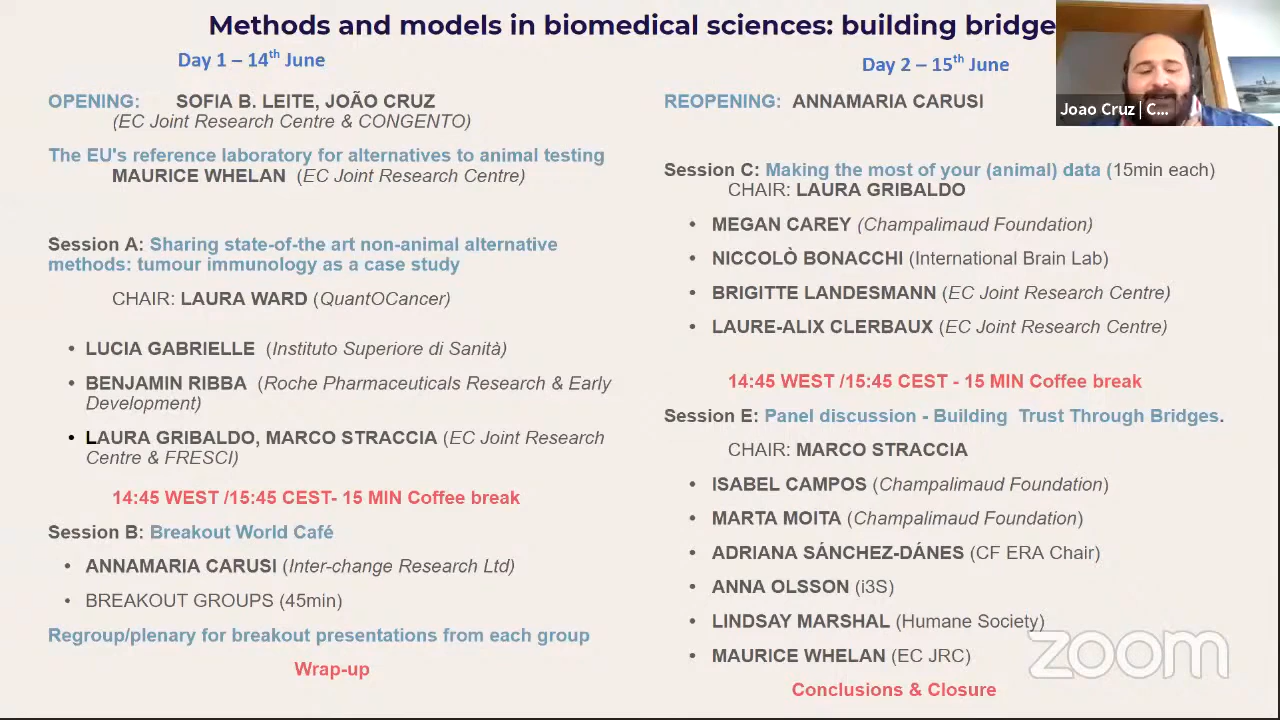 Methods and models in biomedical sciences: building bridge
Day 1 – 14th June
OPENING: SOFIA B. LEITE, JOÃO CRUZ
(EC Joint Research Centre & CONGENTO)
The EU's reference laboratory for alternatives to animal testing
MAURICE WHELAN (EC Joint Research Centre)
Session A: Sharing state-of-the art non-animal alternative
methods: tumour immunology as a case study
CHAIR: LAURA WARD (QuantOCancer)
• LUCIA GABRIELLE (Instituto Superiore di Sanità)
• BENJAMIN RIBBA (Roche Pharmaceuticals Research & Early
Development)
• LAURA GRIBALDO, MARCO STRACCIA (EC Joint Research
Centre & FRESCI)
14:45 WEST /15:45 CEST- 15 MIN Coffee break
Session B: Breakout World Café
• ANNAMARIA CARUSI (Inter-change Research Ltd)
• BREAKOUT GROUPS (45min)
Regroup/plenary for breakout presentations from each group
Wrap-up
Day 2 – 15th June
REOPENING: ANNAMARIA CARUSI
Session C: Making the most of your (animal) data (15min each)
CHAIR: LAURA GRIBALDO
• MEGAN CAREY (Champalimaud Foundation)
• NICCOLÒ BONACCHI (International Brain Lab)
• BRIGITTE LANDESMANN (EC Joint Research Centre)
• LAURE-ALIX CLERBAUX (EC Joint Research Centre)
14:45 WEST /15:45 CEST - 15 MIN Coffee break
Session E: Panel discussion - Building Trust Through Bridges.
CHAIR: MARCO STRACCIA
• ISABEL CAMPOS (Champalimaud Foundation)
• MARTA MOITA (Champalimaud Foundation)
• ADRIANA SÁNCHEZ-DÁNES (CF ERA Chair)
• ANNA OLSSON (i3S)
• LINDSAY MARSHAL (Humane Society)
• MAURICE WHELAN (EC JRC)
Conclusions & Closure
Joao Cruz | C...
zoom